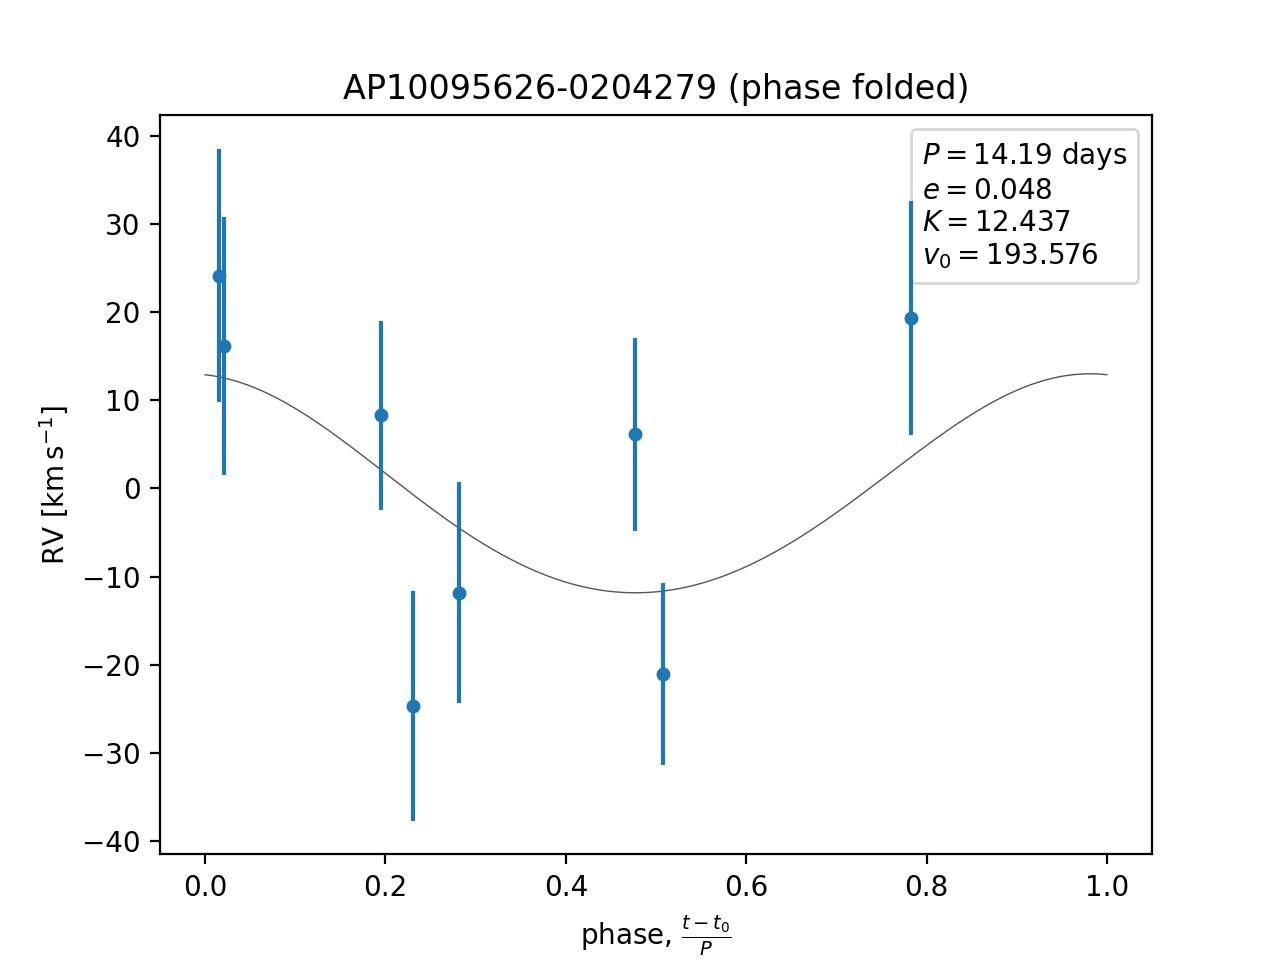 AP10095626-0204279 (phase folded)
P = 14.19 days
e = 0.048
K = 12.437
v₀ = 193.576
40
30
20
10
0
−10
−20
−30
−40
RV [km s⁻¹]
0.0 0.2 0.4 0.6 0.8 1.0
phase, (t − t₀)/P